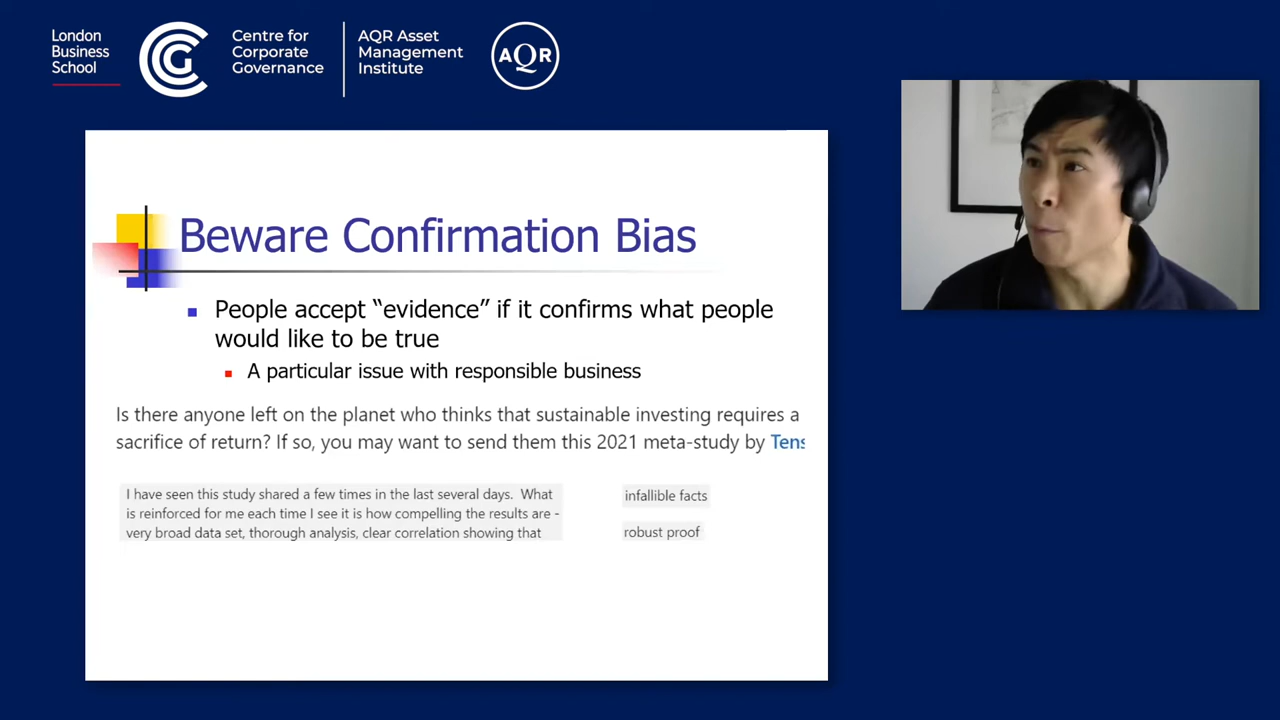 London
Business
School
Centre for
Corporate
Governance
AQR Asset
Management
Institute
AQR
Beware Confirmation Bias
People accept “evidence” if it confirms what people
would like to be true
A particular issue with responsible business
Is there anyone left on the planet who thinks that sustainable investing requires a
sacrifice of return? If so, you may want to send them this 2021 meta-study by Tens
I have seen this study shared a few times in the last several days. What
is reinforced for me each time I see it is how compelling the results are -
very broad data set, thorough analysis, clear correlation showing that
infallible facts
robust proof